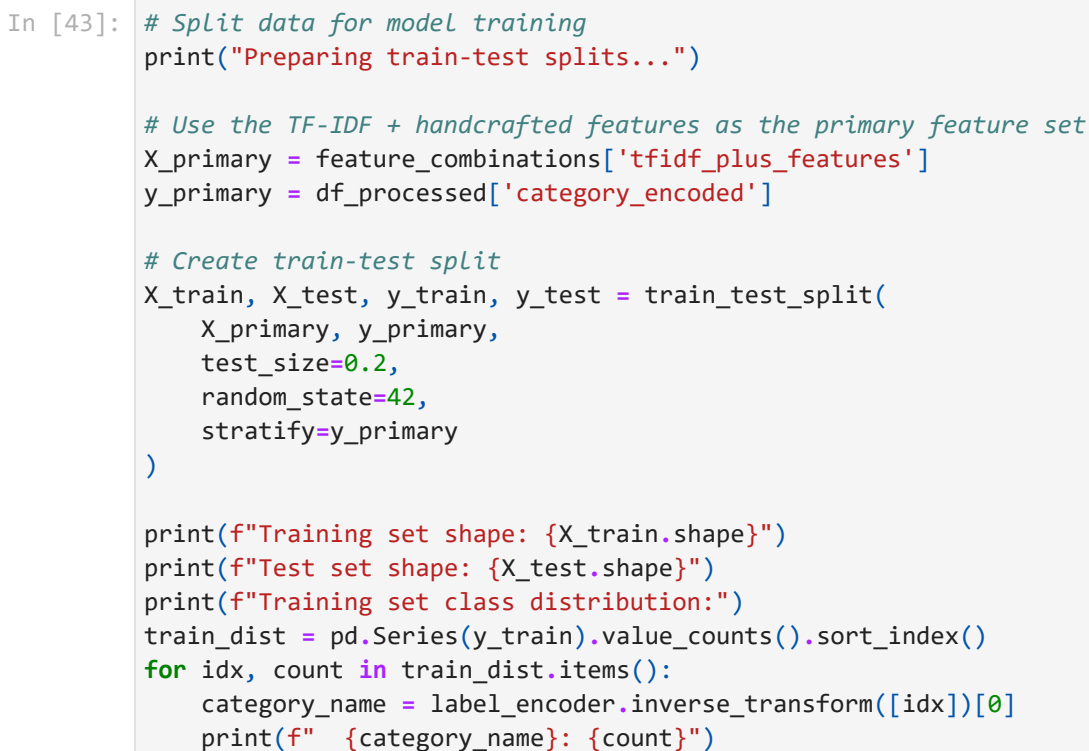 In [43]: # Split data for model training
print("Preparing train-test splits...")

# Use the TF-IDF + handcrafted features as the primary feature set
X_primary = feature_combinations['tfidf_plus_features']
y_primary = df_processed['category_encoded']

# Create train-test split
X_train, X_test, y_train, y_test = train_test_split(
    X_primary, y_primary,
    test_size=0.2,
    random_state=42,
    stratify=y_primary
)

print(f"Training set shape: {X_train.shape}")
print(f"Test set shape: {X_test.shape}")
print(f"Training set class distribution:")
train_dist = pd.Series(y_train).value_counts().sort_index()
for idx, count in train_dist.items():
    category_name = label_encoder.inverse_transform([idx])[0]
    print(f"  {category_name}: {count}")